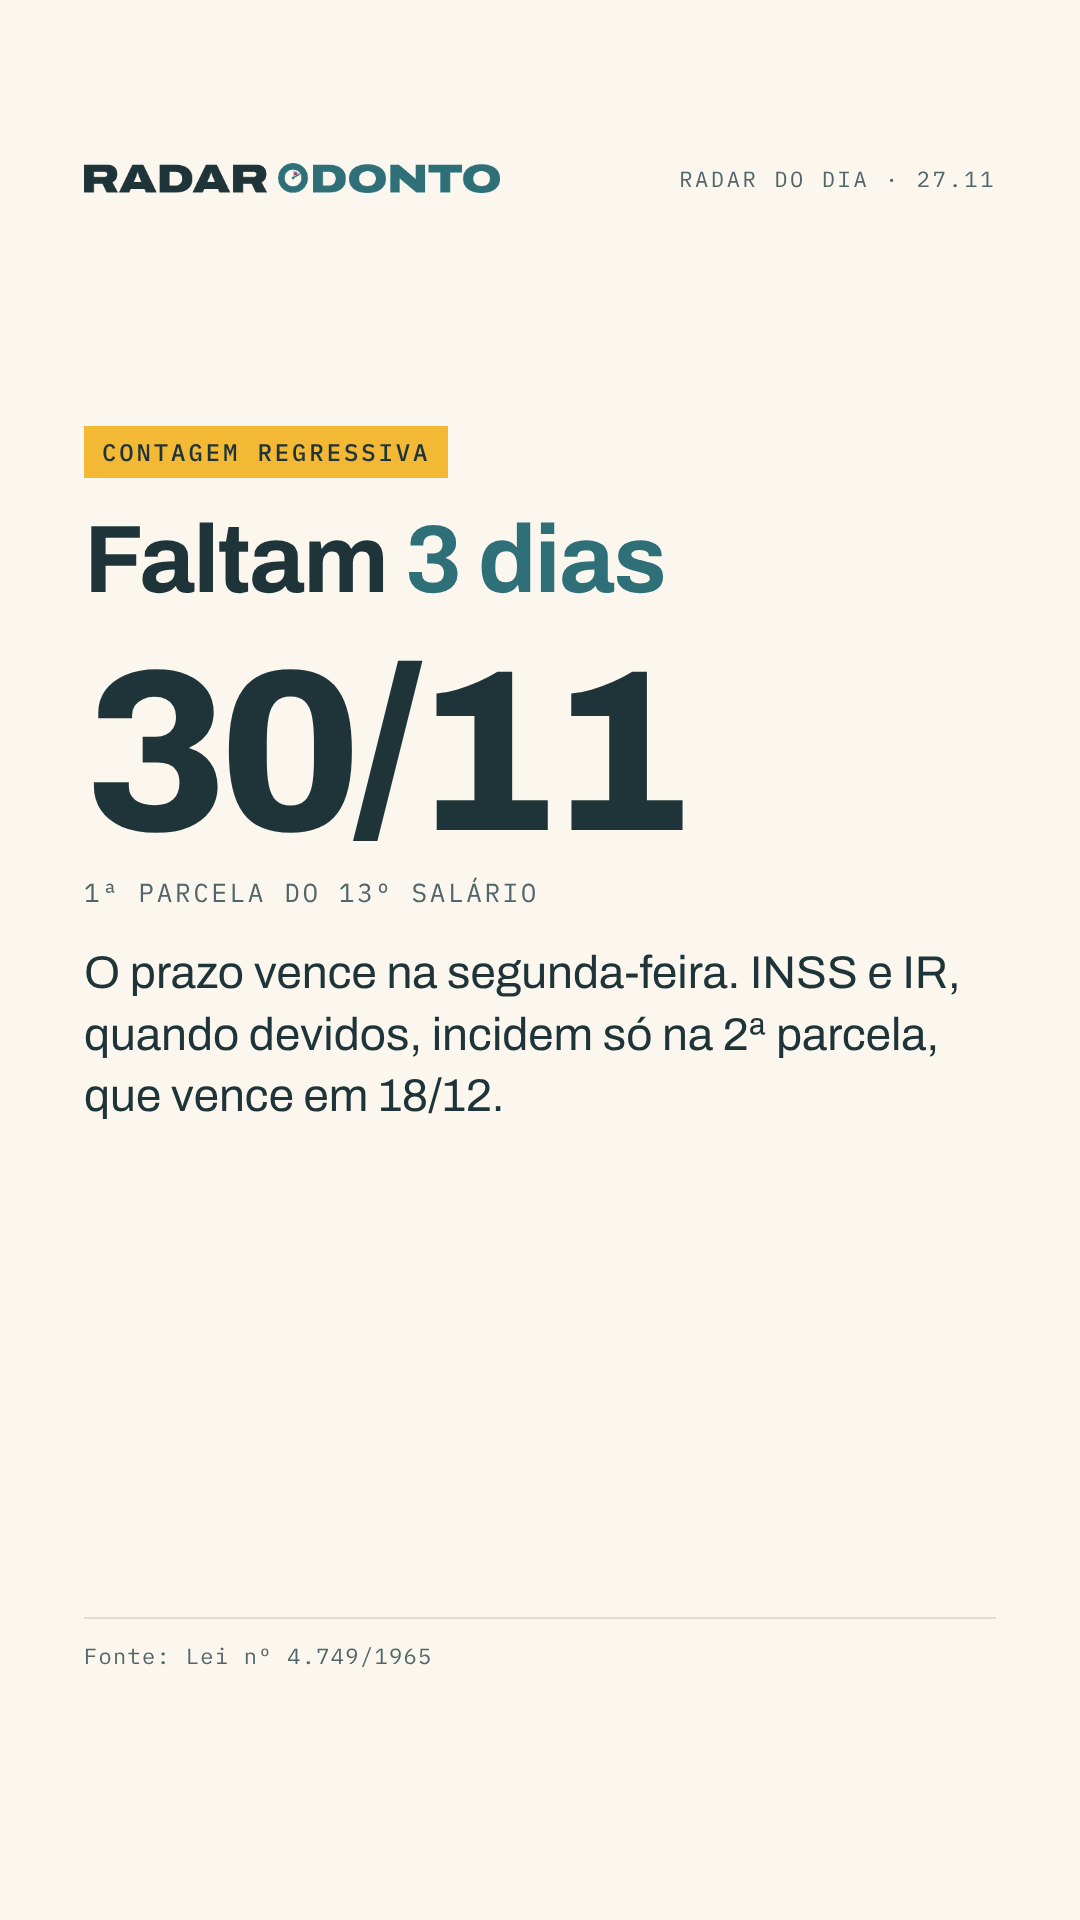 RADAR ODONTO
RADAR DO DIA · 27.11
CONTAGEM REGRESSIVA
Faltam 3 dias
30/11
1ª PARCELA DO 13º SALÁRIO
O prazo vence na segunda-feira. INSS e IR,
quando devidos, incidem só na 2ª parcela,
que vence em 18/12.
Fonte: Lei nº 4.749/1965